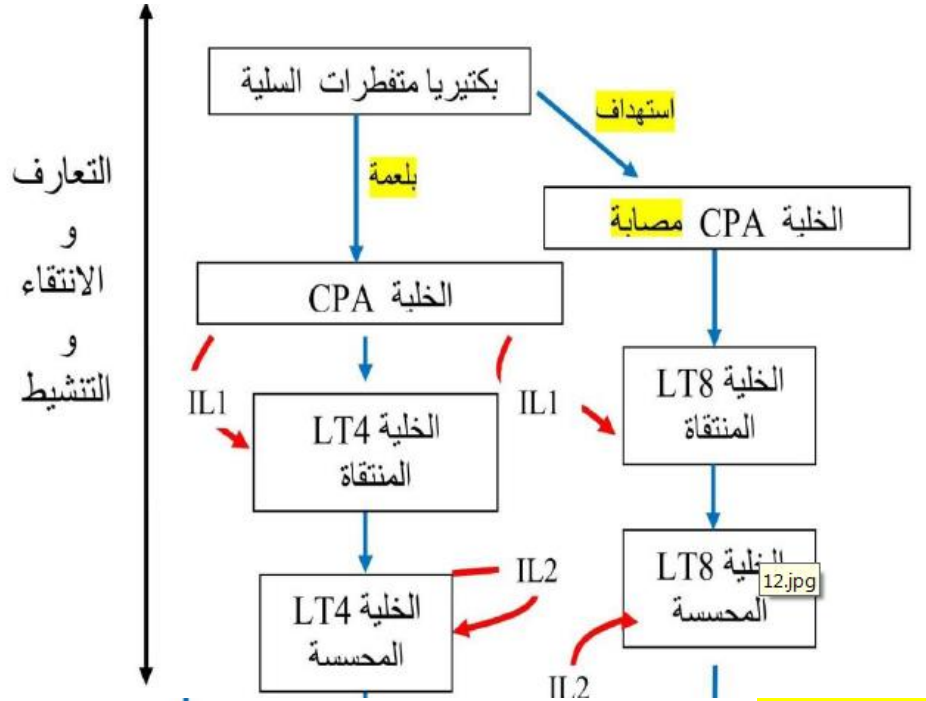 بكتيريا متفطرات السلية
استهداف
بلعمة
الخلية CPA مصابة
الخلية CPA
التعارف
و
الانتقاء
و
التنشيط
IL1
IL1
الخلية LT4
المنتقاة
الخلية LT8
المنتقاة
IL2
الخلية LT4
المحسسة
الخلية LT8
المحسسة
12.jpg
IL2